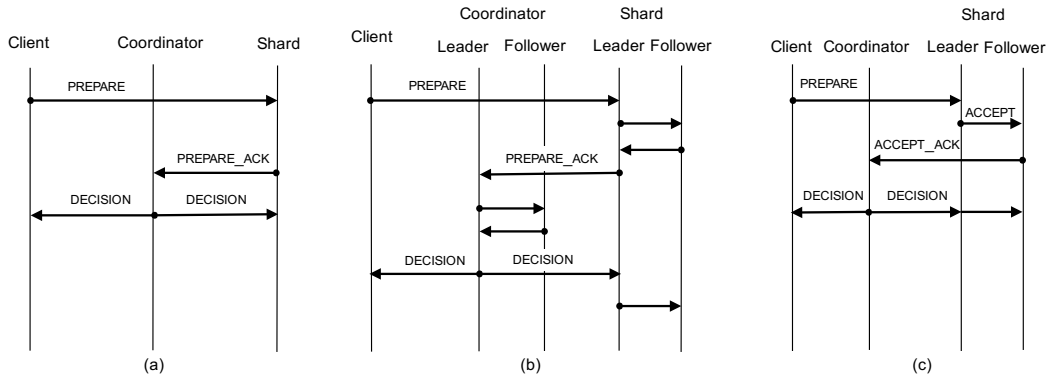 Client Coordinator Shard
PREPARE
PREPARE_ACK
DECISION DECISION
(a)
Coordinator Shard
Client
Leader Follower Leader Follower
PREPARE
PREPARE_ACK
DECISION DECISION
(b)
Shard
Client Coordinator Leader Follower
PREPARE
ACCEPT
ACCEPT_ACK
DECISION DECISION
(c)